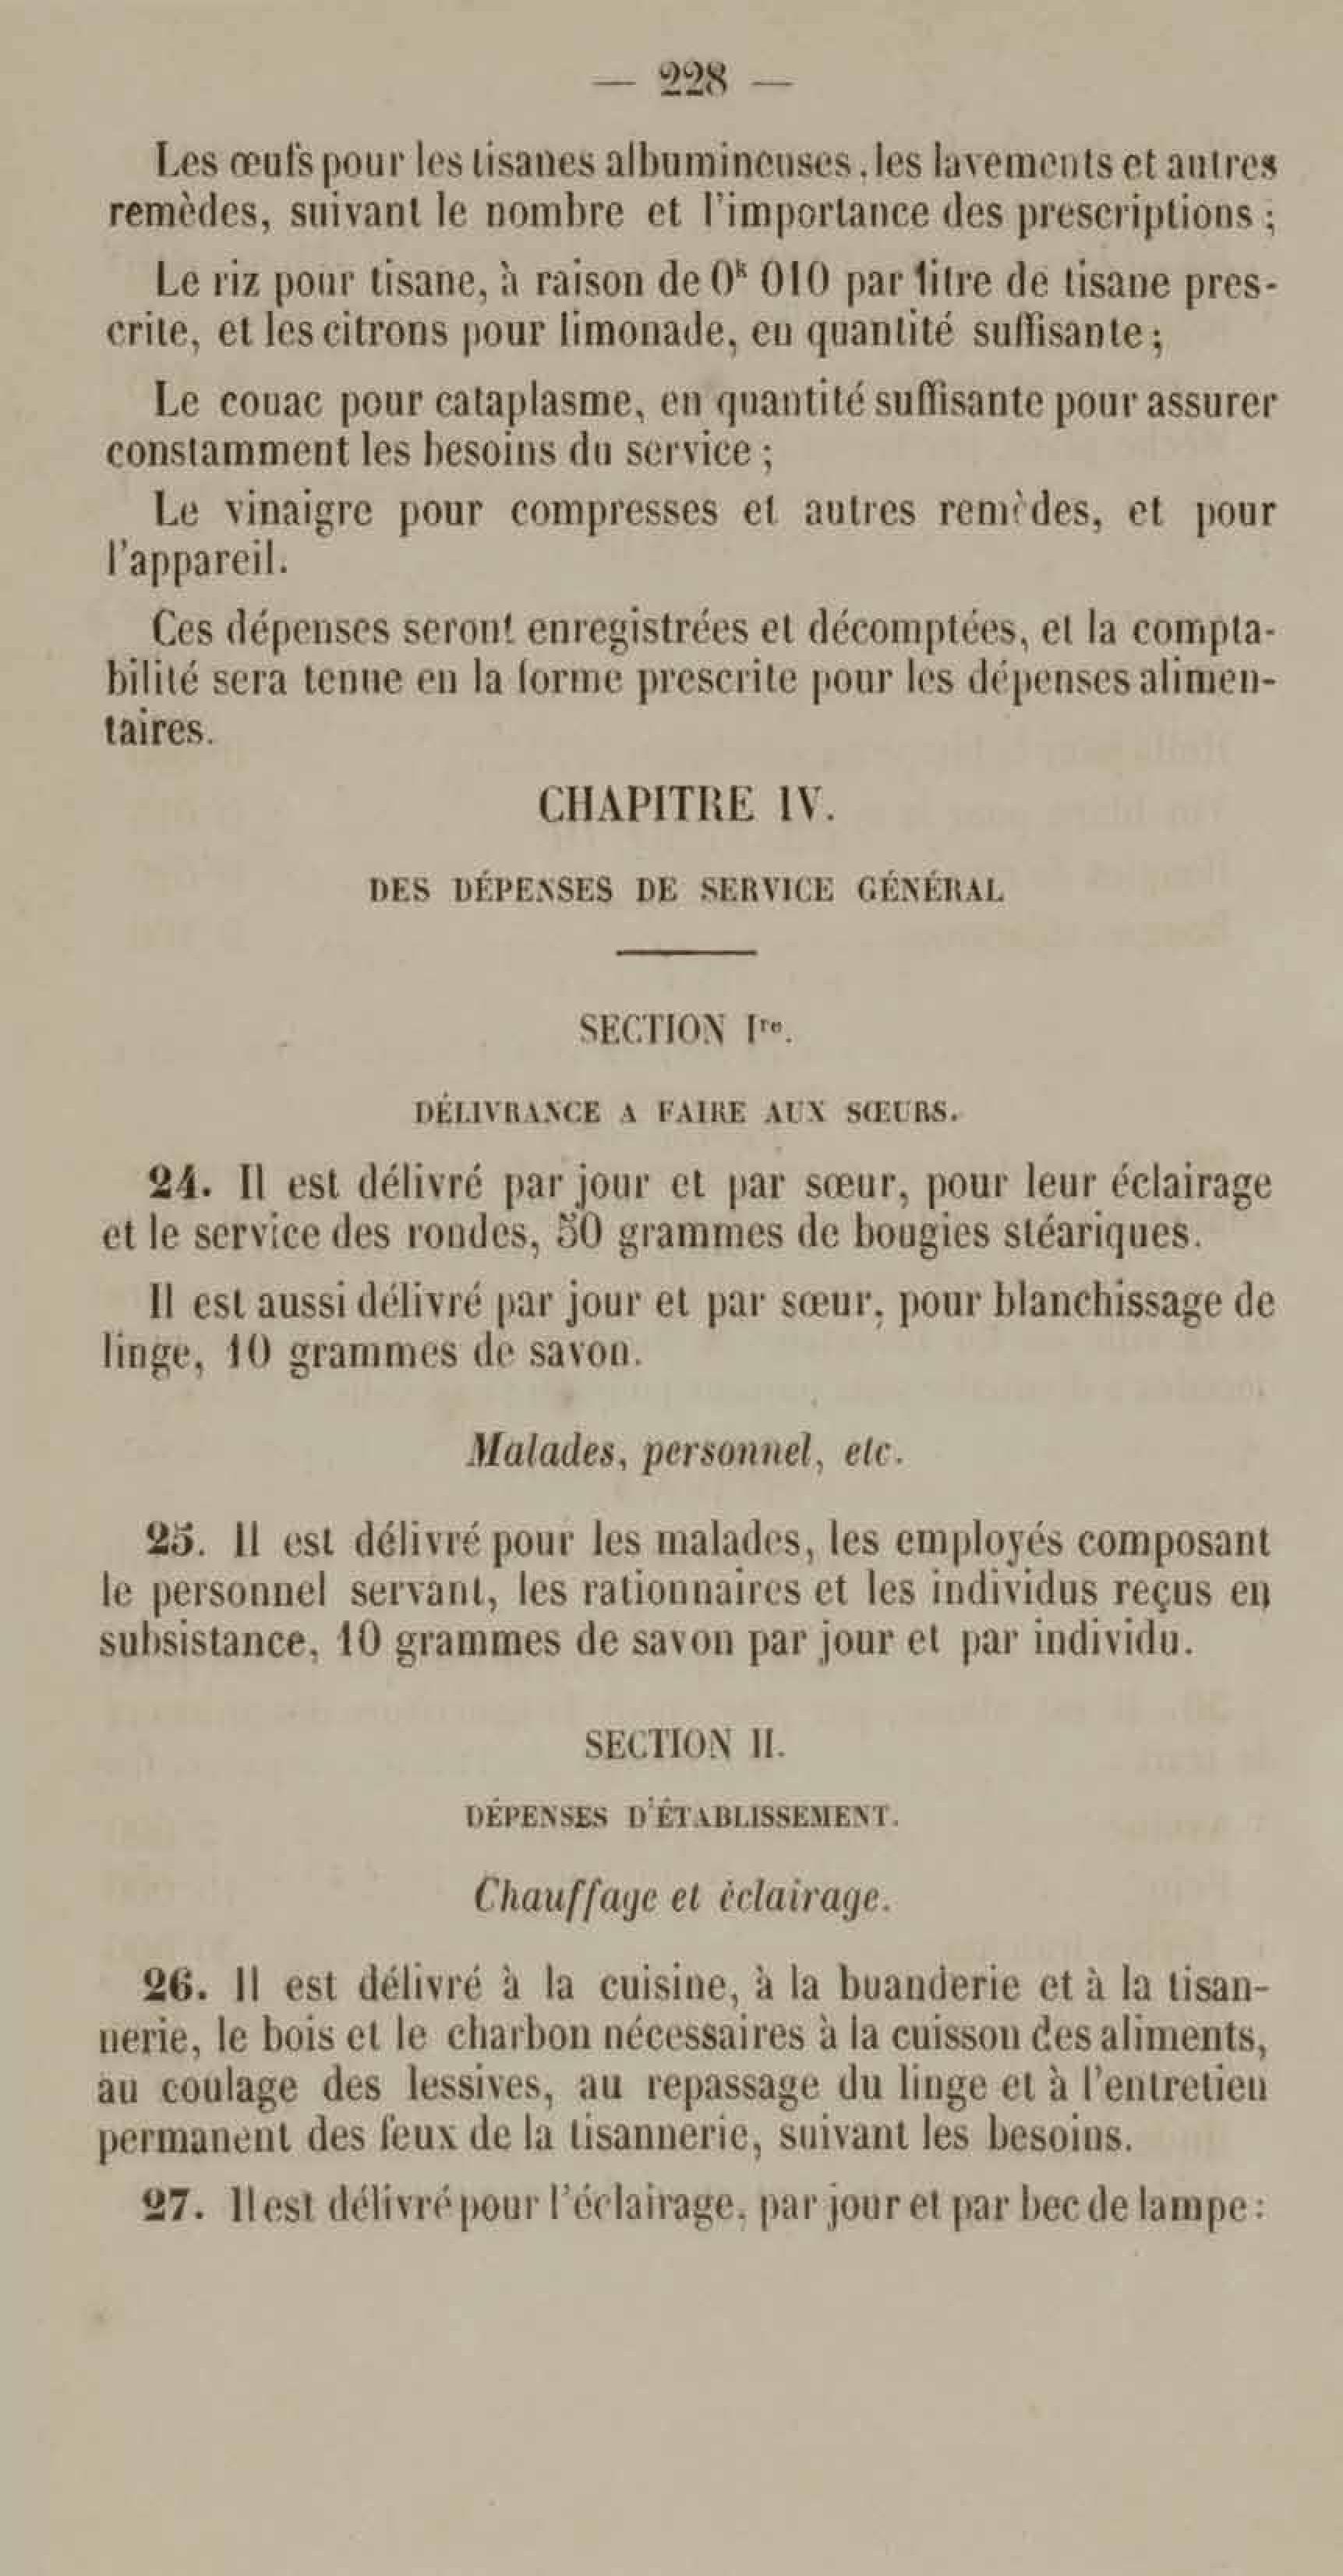 — 228 —
Les œufs pour les tisanes albumineuses, les lavements et autres
remèdes, suivant le nombre et l'importance des prescriptions ;
Le riz pour tisane, à raison de 0k 010 par litre de tisane pres-
crite, et les citrons pour limonade, en quantité suffisante ;
Le couac pour cataplasme, en quantité suffisante pour assurer
constamment les besoins du service ;
Le vinaigre pour compresses et autres remèdes, et pour
l'appareil.
Ces dépenses seront enregistrées et décomptées, et la compta-
bilité sera tenue en la forme prescrite pour les dépenses alimen-
taires.
CHAPITRE IV.
DES DÉPENSES DE SERVICE GÉNÉRAL
SECTION Ire.
DÉLIVRANCE A FAIRE AUX SŒURS.
24. Il est délivré par jour et par sœur, pour leur éclairage
et le service des rondes, 50 grammes de bougies stéariques.
Il est aussi délivré par jour et par sœur, pour blanchissage de
linge, 10 grammes de savon.
Malades, personnel, etc.
25. Il est délivré pour les malades, les employés composant
le personnel servant, les rationnaires et les individus reçus en
subsistance, 10 grammes de savon par jour et par individu.
SECTION II.
DÉPENSES D'ÉTABLISSEMENT.
Chauffage et éclairage.
26. Il est délivré à la cuisine, à la buanderie et à la tisan-
nerie, le bois et le charbon nécessaires à la cuisson des aliments,
au coulage des lessives, au repassage du linge et à l'entretien
permanent des feux de la tisannerie, suivant les besoins.
27. Il est délivré pour l'éclairage, par jour et par bec de lampe :